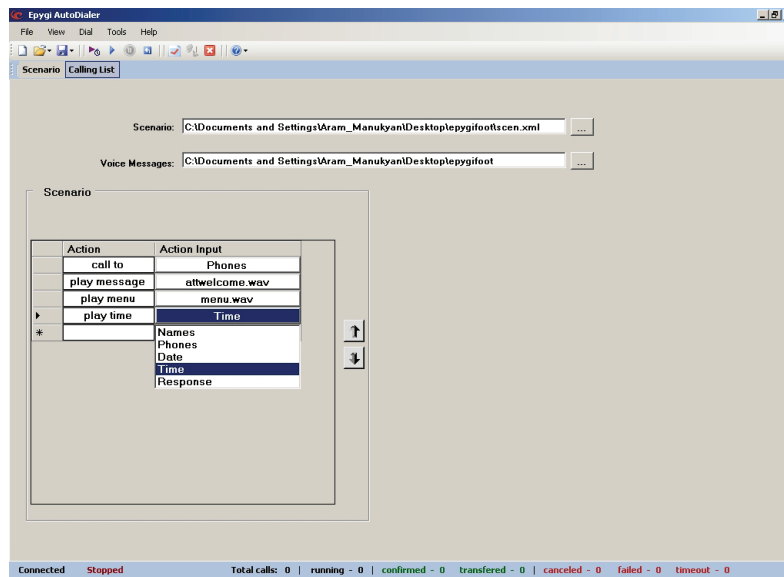 Epygi AutoDialer
File View Dial Tools Help
Scenario Calling List
Scenario: C:\Documents and Settings\Aram_Manukyan\Desktop\epygifoot\scen.xml ...
Voice Messages: C:\Documents and Settings\Aram_Manukyan\Desktop\epygifoot ...
Scenario
Action Action Input
call to Phones
play message attwelcome.wav
play menu menu.wav
play time Time
Names
Phones
Date
Time
Response
Connected Stopped Total calls: 0 | running - 0 | confirmed - 0 transfered - 0 | canceled - 0 failed - 0 timeout - 0